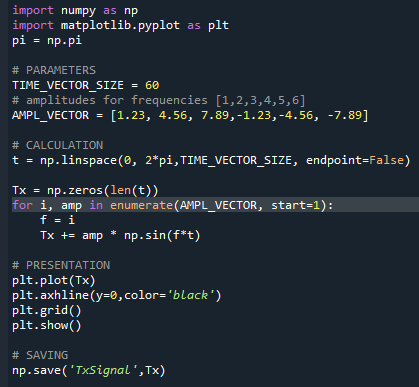 import numpy as np
import matplotlib.pyplot as plt
pi = np.pi
# PARAMETERS
TIME_VECTOR_SIZE = 60
# amplitudes for frequencies [1,2,3,4,5,6]
AMPL_VECTOR = [1.23, 4.56, 7.89,-1.23,-4.56, -7.89]
# CALCULATION
t = np.linspace(0, 2*pi,TIME_VECTOR_SIZE, endpoint=False)
Tx = np.zeros(len(t))
for i, amp in enumerate(AMPL_VECTOR, start=1):
    f = i
    Tx += amp * np.sin(f*t)
# PRESENTATION
plt.plot(Tx)
plt.axhline(y=0,color='black')
plt.grid()
plt.show()
# SAVING
np.save('TxSignal',Tx)